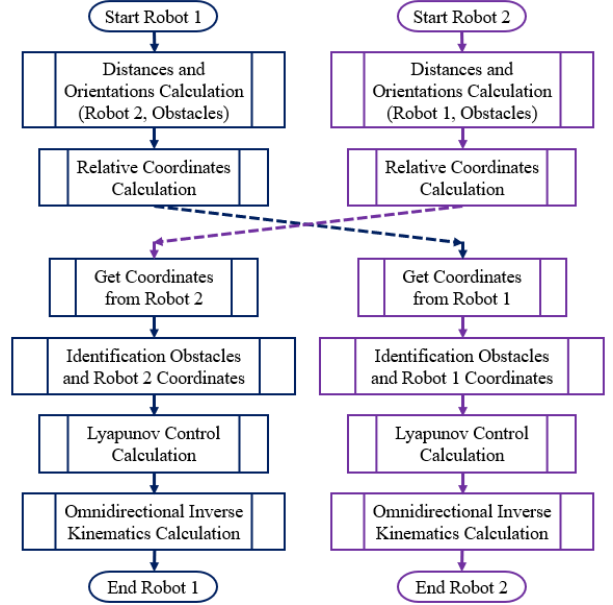 Start Robot 1
Distances and
Orientations Calculation
(Robot 2, Obstacles)
Relative Coordinates
Calculation
Get Coordinates
from Robot 2
Identification Obstacles
and Robot 2 Coordinates
Lyapunov Control
Calculation
Omnidirectional Inverse
Kinematics Calculation
End Robot 1
Start Robot 2
Distances and
Orientations Calculation
(Robot 1, Obstacles)
Relative Coordinates
Calculation
Get Coordinates
from Robot 1
Identification Obstacles
and Robot 1 Coordinates
Lyapunov Control
Calculation
Omnidirectional Inverse
Kinematics Calculation
End Robot 2